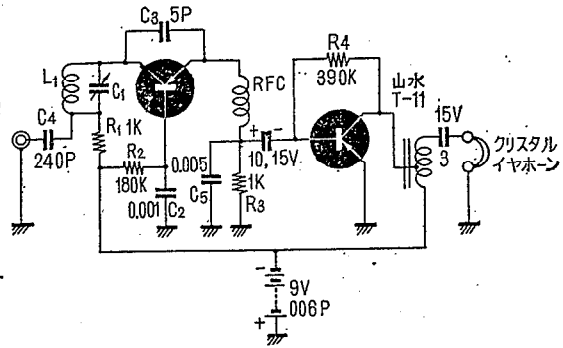 C₃ 5P
L₁
C₁
C₄
240P
R₁ 1K
R₂
180K
0.001
C₂
0.005
C₅
RFC
+ -
10, 15V
1K
R₃
R4
390K
山水
T-11
15V
3
クリスタル
イヤホーン
-
9V
006P
+